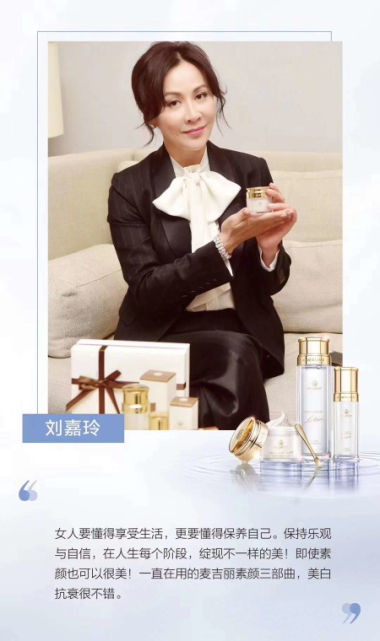 刘嘉玲
女人要懂得享受生活，更要懂得保养自己。保持乐观
与自信，在人生每个阶段，绽现不一样的美！即使素
颜也可以很美！一直在用的麦吉丽素颜三部曲，美白
抗衰很不错。